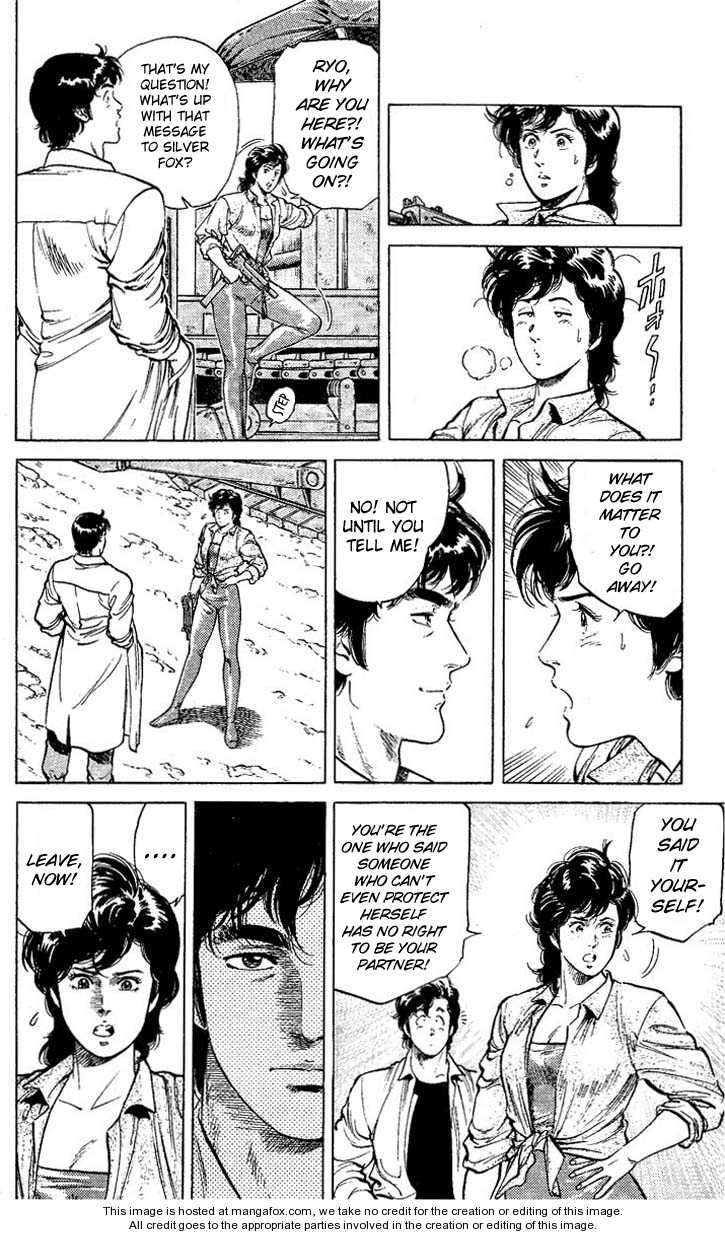 RYO,
WHY
ARE YOU
HERE?!
WHAT'S
GOING
ON?!
THAT'S MY
QUESTION!
WHAT'S UP
WITH THAT
MESSAGE
TO SILVER
FOX?
STEP
WHAT
DOES IT
MATTER
TO
YOU?!
GO
AWAY!
NO! NOT
UNTIL YOU
TELL ME!
YOU
SAID
IT
YOUR-
SELF!
YOU'RE THE
ONE WHO SAID
SOMEONE
WHO CAN'T
EVEN PROTECT
HERSELF
HAS NO RIGHT
TO BE YOUR
PARTNER!
....
LEAVE,
NOW!
This image is hosted at mangafox.com, we take no credit for the creation or editing of this image.
All credit goes to the appropriate parties involved in the creation or editing of this image.